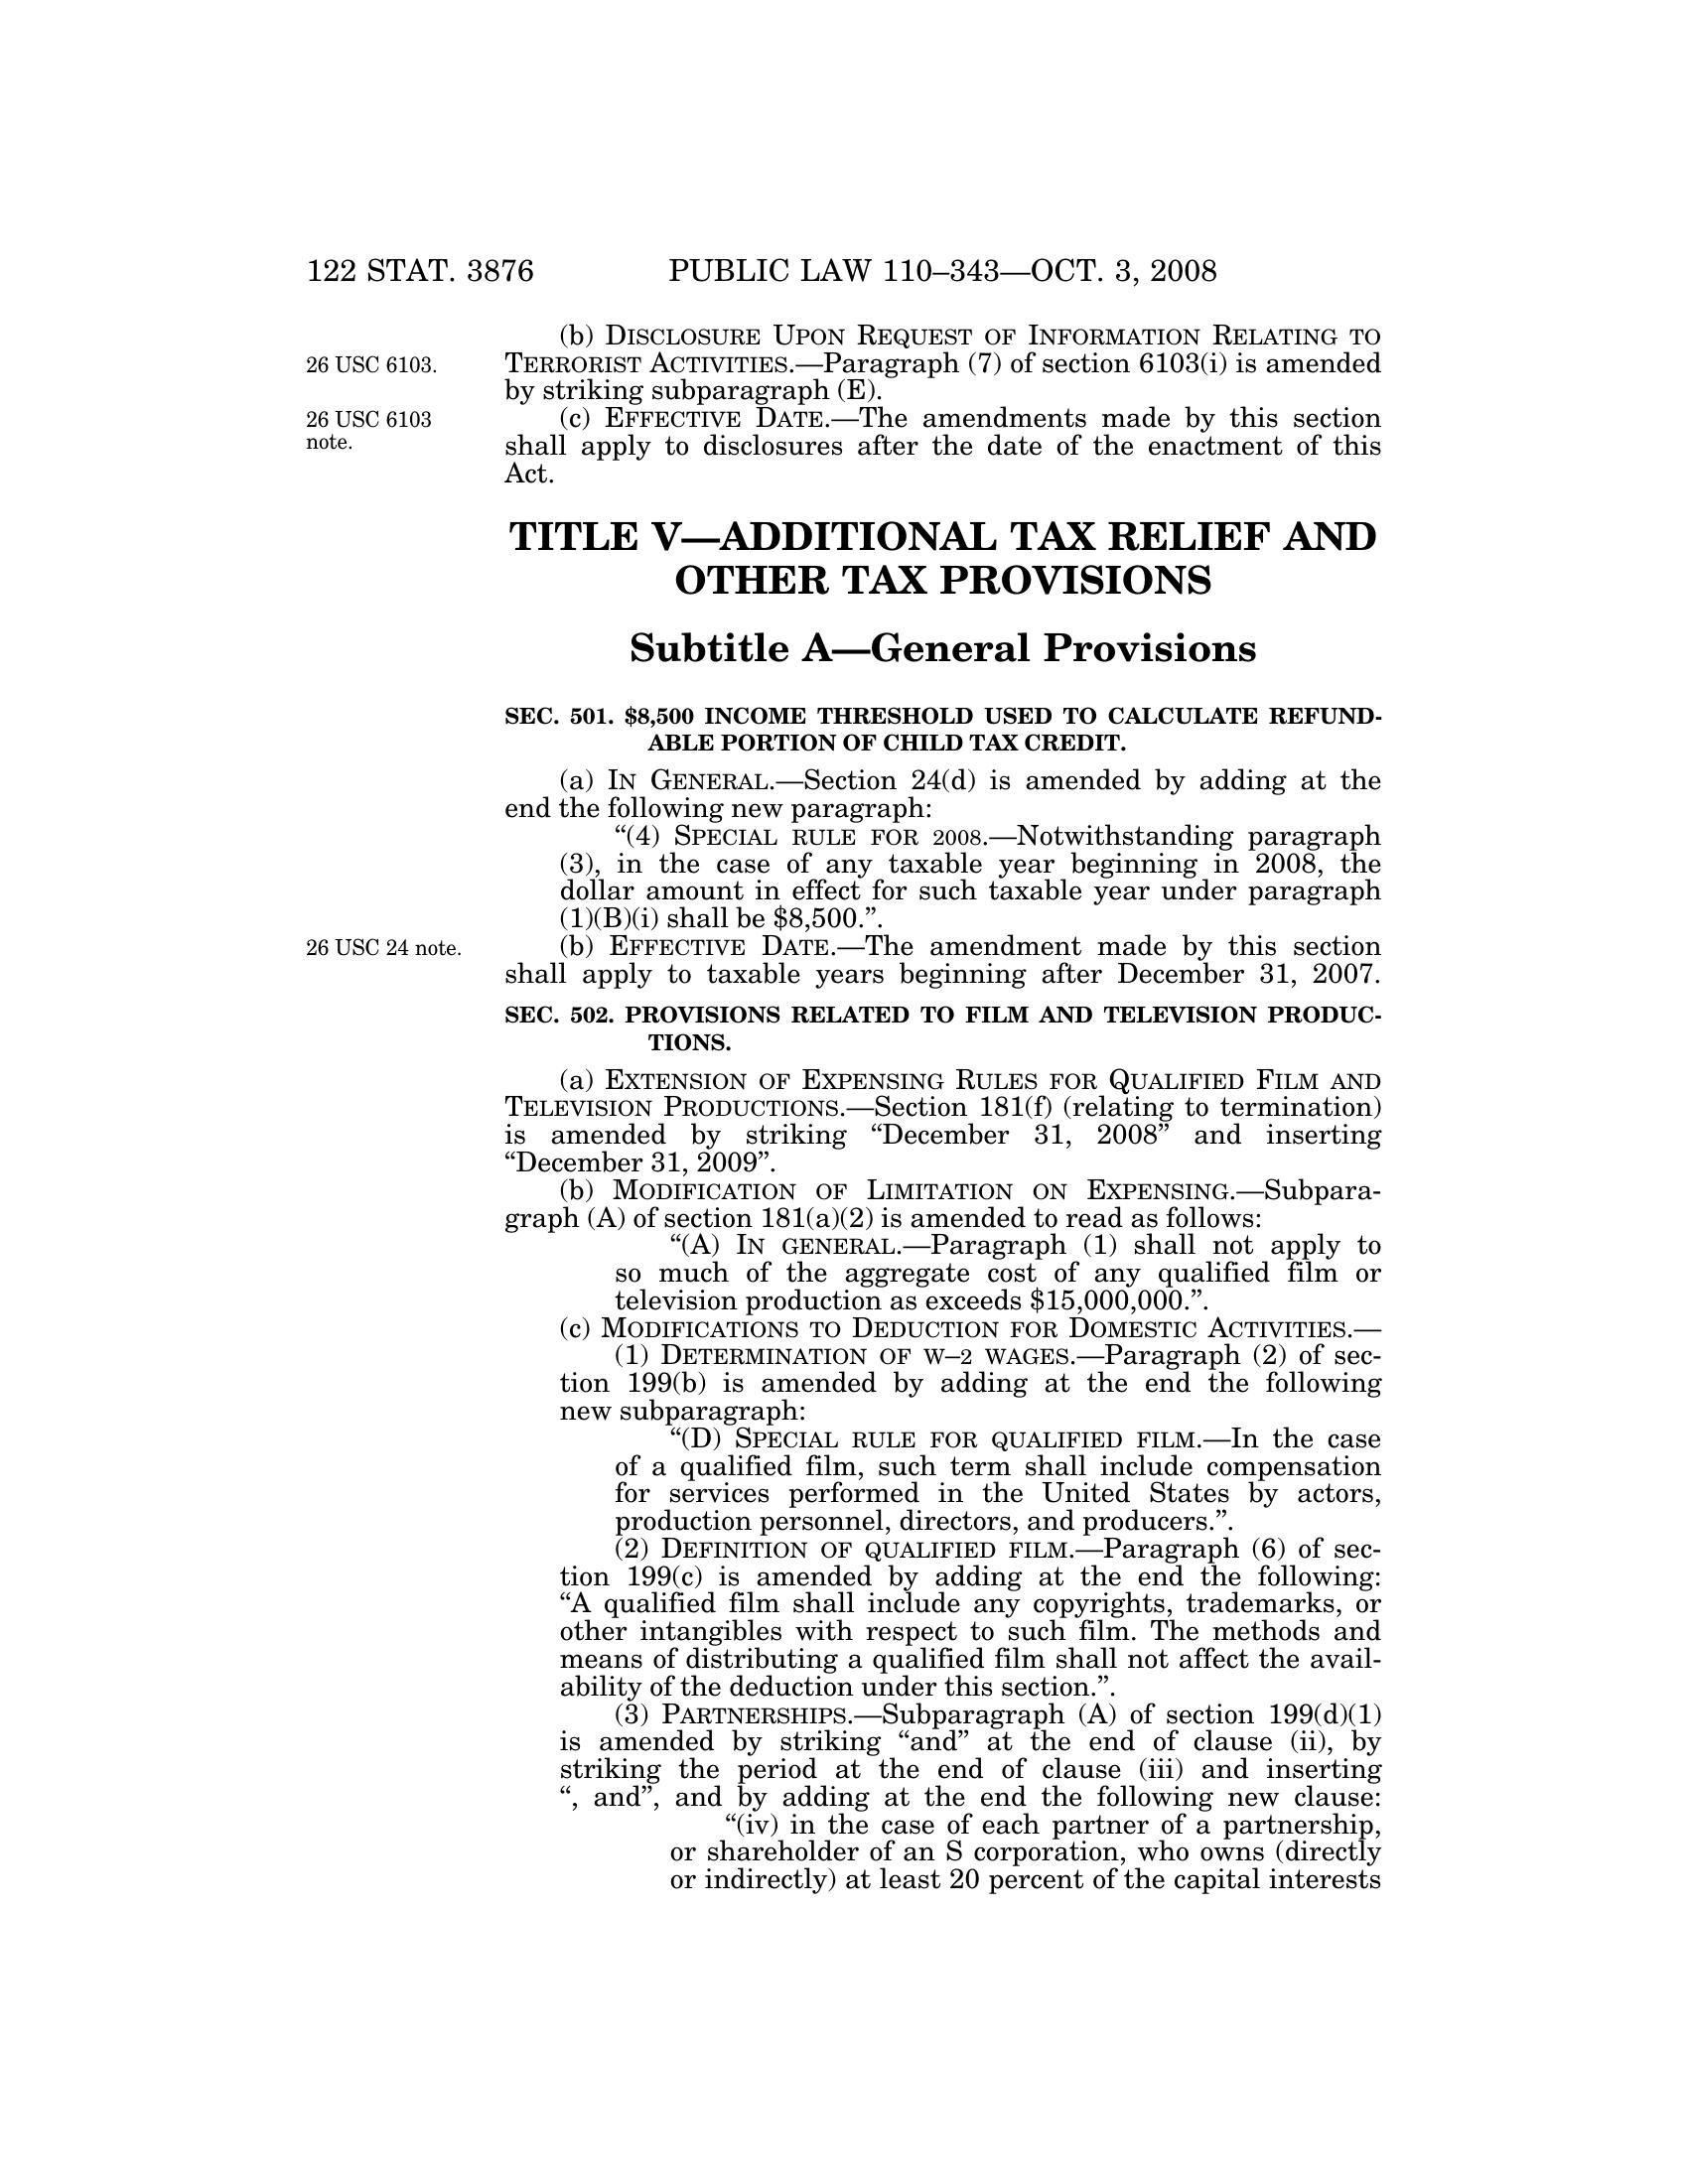 122 STAT. 3876 PUBLIC LAW 110–343—OCT. 3, 2008
(b) DISCLOSURE UPON REQUEST OF INFORMATION RELATING TO
26 USC 6103.
TERRORIST ACTIVITIES.—Paragraph (7) of section 6103(i) is amended
by striking subparagraph (E).
26 USC 6103
note.
(c) EFFECTIVE DATE.—The amendments made by this section
shall apply to disclosures after the date of the enactment of this
Act.
TITLE V—ADDITIONAL TAX RELIEF AND
OTHER TAX PROVISIONS
Subtitle A—General Provisions
SEC. 501. $8,500 INCOME THRESHOLD USED TO CALCULATE REFUND-
ABLE PORTION OF CHILD TAX CREDIT.
(a) IN GENERAL.—Section 24(d) is amended by adding at the
end the following new paragraph:
“(4) SPECIAL RULE FOR 2008.—Notwithstanding paragraph
(3), in the case of any taxable year beginning in 2008, the
dollar amount in effect for such taxable year under paragraph
(1)(B)(i) shall be $8,500.”.
26 USC 24 note.
(b) EFFECTIVE DATE.—The amendment made by this section
shall apply to taxable years beginning after December 31, 2007.
SEC. 502. PROVISIONS RELATED TO FILM AND TELEVISION PRODUC-
TIONS.
(a) EXTENSION OF EXPENSING RULES FOR QUALIFIED FILM AND
TELEVISION PRODUCTIONS.—Section 181(f) (relating to termination)
is amended by striking “December 31, 2008” and inserting
“December 31, 2009”.
(b) MODIFICATION OF LIMITATION ON EXPENSING.—Subpara-
graph (A) of section 181(a)(2) is amended to read as follows:
“(A) IN GENERAL.—Paragraph (1) shall not apply to
so much of the aggregate cost of any qualified film or
television production as exceeds $15,000,000.”.
(c) MODIFICATIONS TO DEDUCTION FOR DOMESTIC ACTIVITIES.—
(1) DETERMINATION OF W–2 WAGES.—Paragraph (2) of sec-
tion 199(b) is amended by adding at the end the following
new subparagraph:
“(D) SPECIAL RULE FOR QUALIFIED FILM.—In the case
of a qualified film, such term shall include compensation
for services performed in the United States by actors,
production personnel, directors, and producers.”.
(2) DEFINITION OF QUALIFIED FILM.—Paragraph (6) of sec-
tion 199(c) is amended by adding at the end the following:
“A qualified film shall include any copyrights, trademarks, or
other intangibles with respect to such film. The methods and
means of distributing a qualified film shall not affect the avail-
ability of the deduction under this section.”.
(3) PARTNERSHIPS.—Subparagraph (A) of section 199(d)(1)
is amended by striking “and” at the end of clause (ii), by
striking the period at the end of clause (iii) and inserting
“, and”, and by adding at the end the following new clause:
“(iv) in the case of each partner of a partnership,
or shareholder of an S corporation, who owns (directly
or indirectly) at least 20 percent of the capital interests